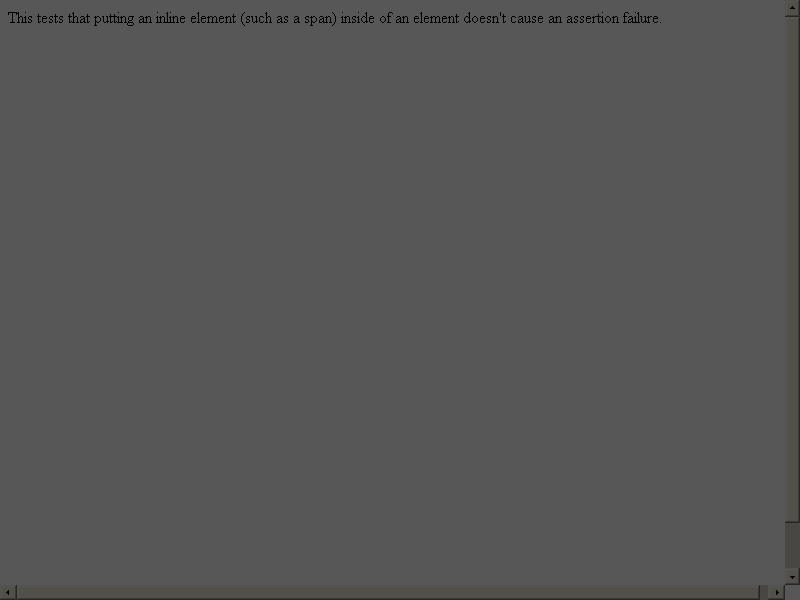 This tests that putting an inline element (such as a span) inside of an element doesn't cause an assertion failure.